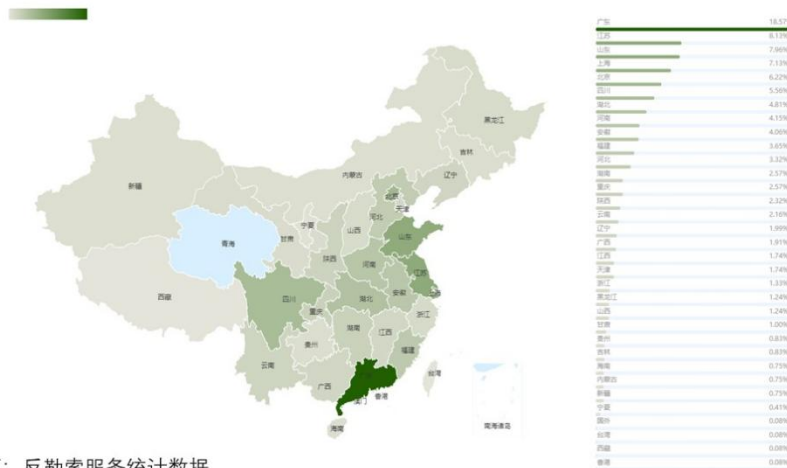 广东 18.57%
江苏 8.13%
山东 7.96%
上海 7.13%
北京 6.22%
四川 5.56%
湖北 4.81%
河南 4.15%
安徽 4.06%
福建 3.65%
河北 3.32%
湖南 2.57%
重庆 2.57%
陕西 2.32%
云南 2.16%
辽宁 1.99%
广西 1.91%
江西 1.74%
天津 1.74%
浙江 1.33%
黑龙江 1.24%
山西 1.24%
甘肃 1.00%
贵州 0.83%
吉林 0.83%
海南 0.75%
内蒙古 0.75%
新疆 0.75%
宁夏 0.41%
国外 0.08%
台湾 0.08%
西藏 0.08%
香港 0.08%
黑龙江
吉林
内蒙古
辽宁
新疆
北京
天津
河北
宁夏
山西
甘肃
青海
山东
陕西
河南
江苏
西藏
四川
湖北
安徽
上海
重庆
浙江
湖南
江西
贵州
福建
云南
广西
台湾
澳门
香港
海南
南海诸岛
反勒索服务统计数据